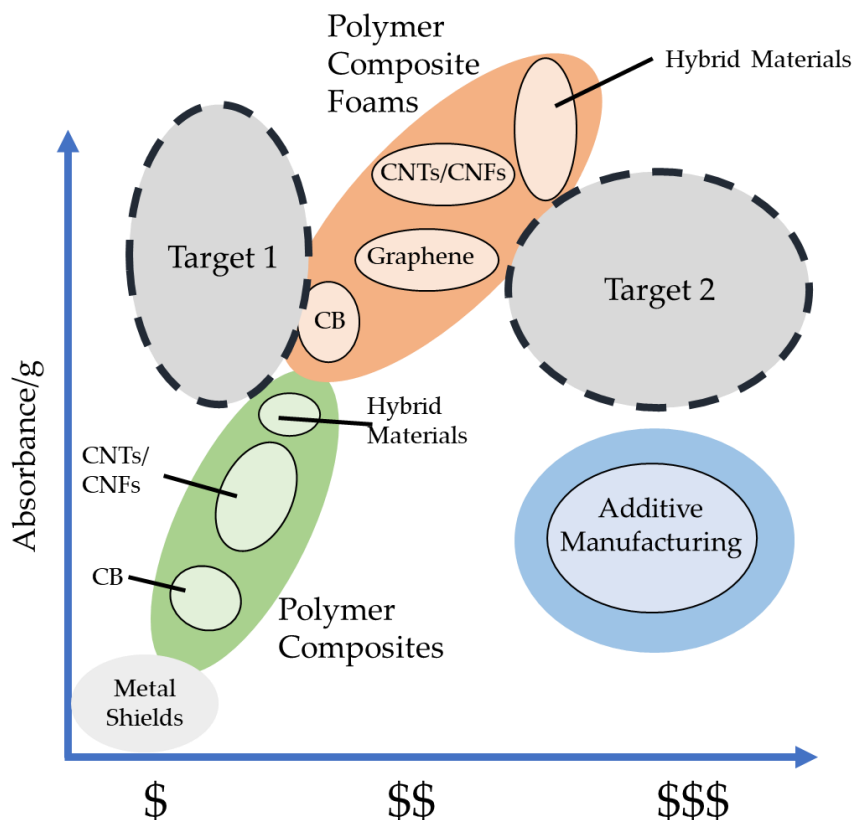 Polymer
Composite
Foams
Hybrid Materials
CNTs/CNFs
Target 1
Graphene
Target 2
CB
Hybrid
Materials
CNTs/
CNFs
Additive
Manufacturing
CB
Polymer
Composites
Metal
Shields
Absorbance/g
$
$$
$$$